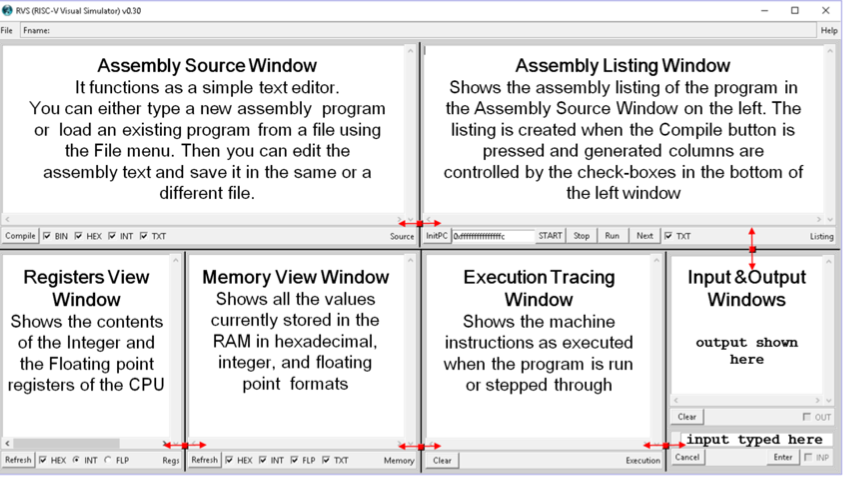 RVS (RISC-V Visual Simulator) v0.30
File Fname: Help
Assembly Source Window
It functions as a simple text editor.
You can either type a new assembly program
or load an existing program from a file using
the File menu. Then you can edit the
assembly text and save it in the same or a
different file.
Assembly Listing Window
Shows the assembly listing of the program in
the Assembly Source Window on the left. The
listing is created when the Compile button is
pressed and generated columns are
controlled by the check-boxes in the bottom of
the left window
Compile BIN HEX INT TXT Source
InitPC START Stop Run Next TXT Listing
Registers View
Window
Shows the contents
of the Integer and
the Floating point
registers of the CPU
Refresh HEX INT FLP Regs
Memory View Window
Shows all the values
currently stored in the
RAM in hexadecimal,
integer, and floating
point formats
Refresh HEX INT FLP TXT Memory
Execution Tracing
Window
Shows the machine
instructions as executed
when the program is run
or stepped through
Clear Execution
Input &Output
Windows
output shown
here
Clear OUT
input typed here
Cancel Enter INP